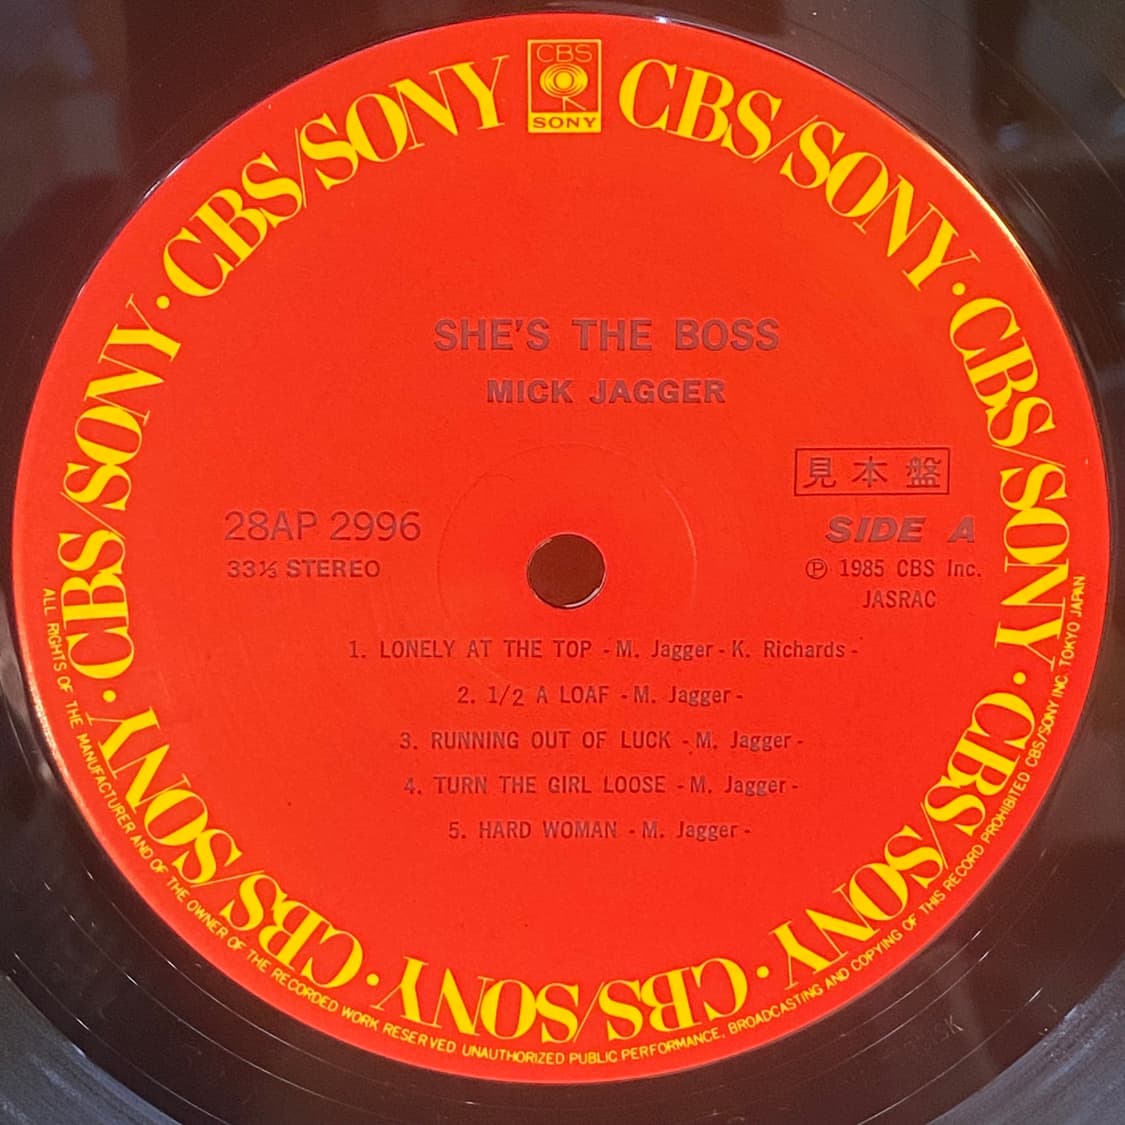 CBS
SONY
CBS/SONY · CBS/SONY · CBS/SONY · CBS/SONY · CBS/SONY · CBS/SONY · CBS/SONY · CBS/SONY
SHE'S THE BOSS
MICK JAGGER
見本盤
28AP 2996
SIDE A
33⅓ STEREO
Ⓟ 1985 CBS Inc.
JASRAC
1. LONELY AT THE TOP - M. Jagger - K. Richards -
2. 1/2 A LOAF - M. Jagger -
3. RUNNING OUT OF LUCK - M. Jagger -
4. TURN THE GIRL LOOSE - M. Jagger -
5. HARD WOMAN - M. Jagger -
ALL RIGHTS OF THE MANUFACTURER AND OF THE OWNER OF THE RECORDED WORK RESERVED UNAUTHORIZED PUBLIC PERFORMANCE, BROADCASTING AND COPYING OF THIS RECORD PROHIBITED CBS/SONY INC. TOKYO JAPAN